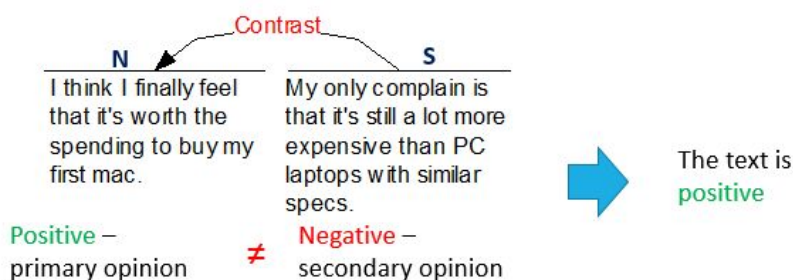 Contrast
N
S
I think I finally feel
that it's worth the
spending to buy my
first mac.
My only complain is
that it's still a lot more
expensive than PC
laptops with similar
specs.
The text is
positive
Positive –
primary opinion
≠
Negative –
secondary opinion